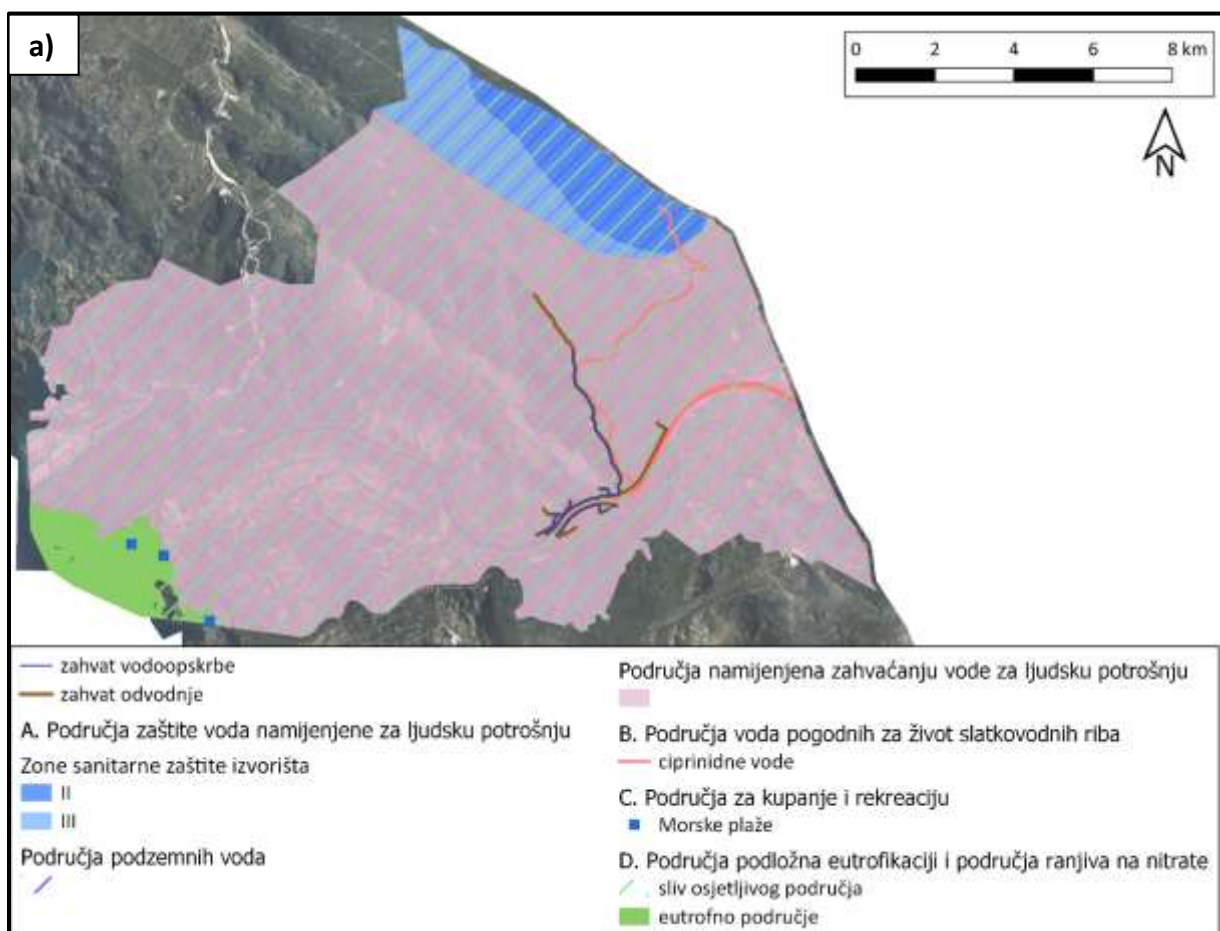 a)
0 2 4 6 8 km
N
zahvat vodoopskrbe
zahvat odvodnje
A. Područja zaštite voda namijenjene za ljudsku potrošnju
Zone sanitarne zaštite izvorišta
II
III
Područja podzemnih voda
Područja namijenjena zahvaćanju vode za ljudsku potrošnju
B. Područja voda pogodnih za život slatkovodnih riba
ciprinidne vode
C. Područja za kupanje i rekreaciju
Morske plaže
D. Područja podložna eutrofikaciji i područja ranjiva na nitrate
sliv osjetljivog područja
eutrofno područje